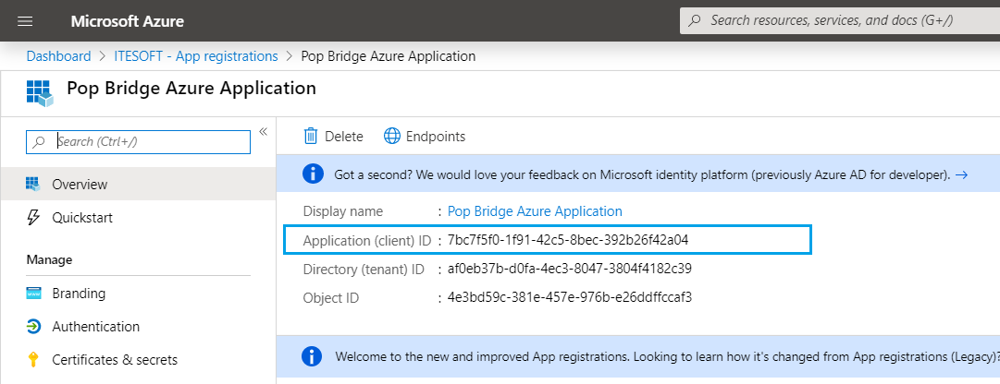 Microsoft Azure
Search resources, services, and docs (G+/)
Dashboard > ITESOFT - App registrations > Pop Bridge Azure Application
Pop Bridge Azure Application
Search (Ctrl+/)
«
Overview
Quickstart
Manage
Branding
Authentication
Certificates & secrets
Delete
Endpoints
Got a second? We would love your feedback on Microsoft identity platform (previously Azure AD for developer). →
Display name : Pop Bridge Azure Application
Application (client) ID : 7bc7f5f0-1f91-42c5-8bec-392b26f42a04
Directory (tenant) ID : af0eb37b-d0fa-4ec3-8047-3804f4182c39
Object ID : 4e3bd59c-381e-457e-976b-e26ddffccaf3
Welcome to the new and improved App registrations. Looking to learn how it's changed from App registrations (Legacy)?